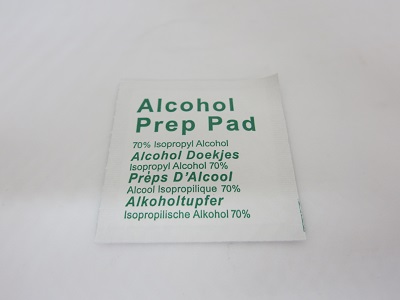 Alcohol
Prep Pad
70% Isopropyl Alcohol
Alcohol Doekjes
Isopropyl Alcohol 70%
Prèps D'Alcool
Alcool Isopropilique 70%
Alkoholtupfer
Isopropilische Alkohol 70%